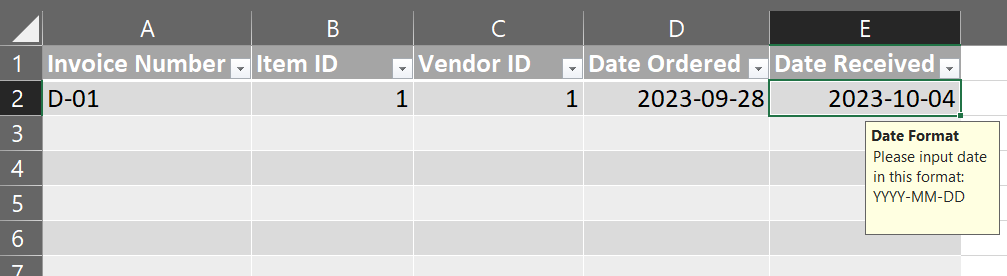 A B C D E
1 Invoice Number Item ID Vendor ID Date Ordered Date Received
2 D-01 1 1 2023-09-28 2023-10-04
3
Date Format
Please input date
4
in this format:
5
YYYY-MM-DD
6
7